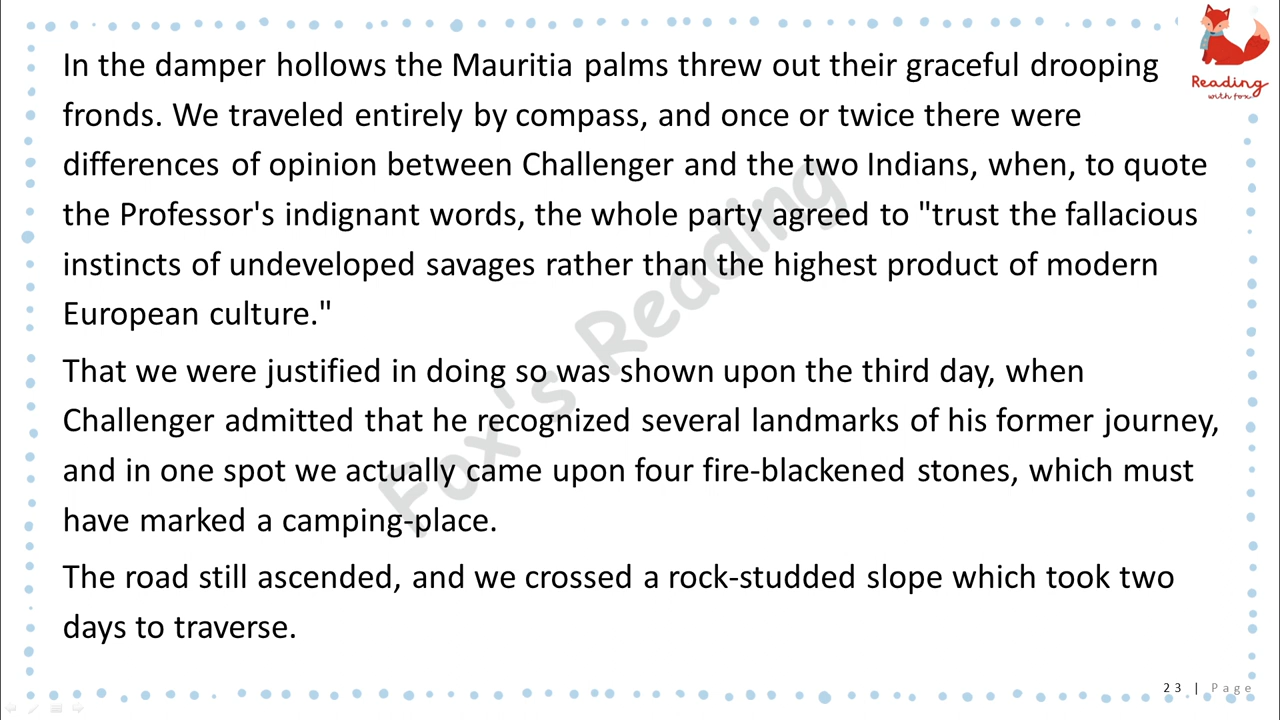 In the damper hollows the Mauritia palms threw out their graceful drooping
fronds. We traveled entirely by compass, and once or twice there were
differences of opinion between Challenger and the two Indians, when, to quote
the Professor's indignant words, the whole party agreed to "trust the fallacious
instincts of undeveloped savages rather than the highest product of modern
European culture."
That we were justified in doing so was shown upon the third day, when
Challenger admitted that he recognized several landmarks of his former journey,
and in one spot we actually came upon four fire-blackened stones, which must
have marked a camping-place.
The road still ascended, and we crossed a rock-studded slope which took two
days to traverse.
Reading
with fox
Fox's Reading
23 | Page